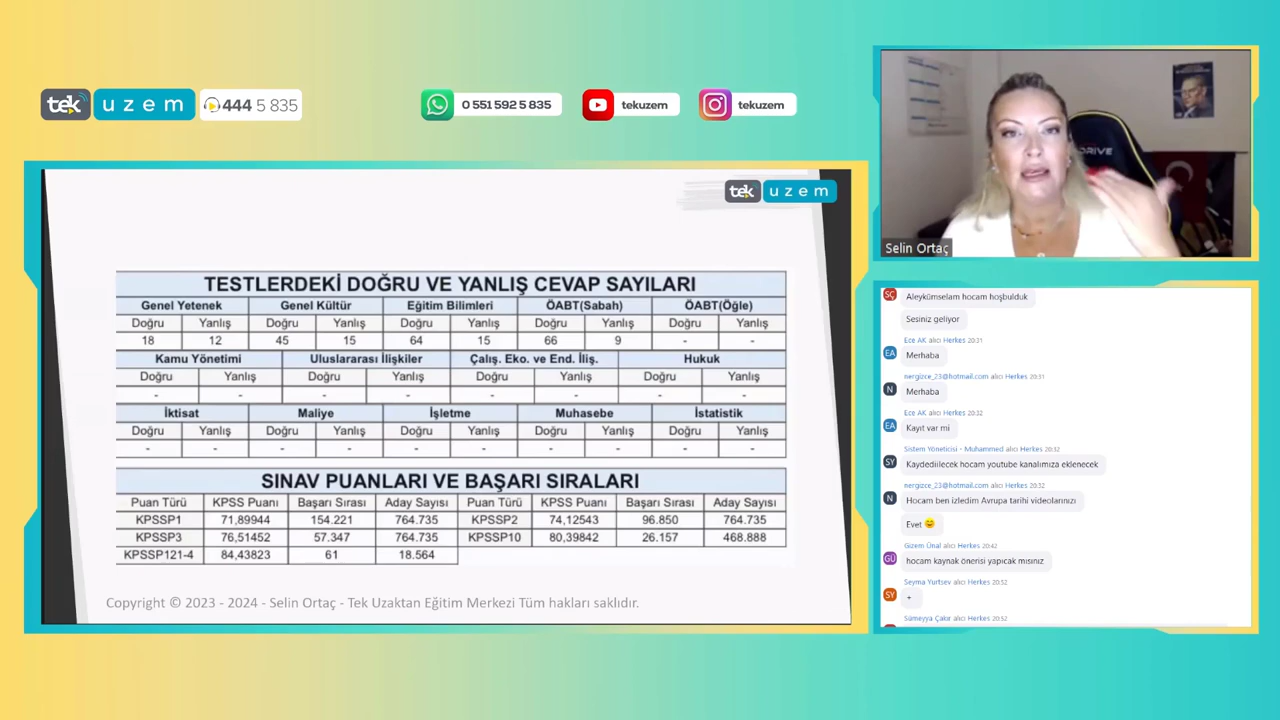 tek uzem 444 5 835
0 551 592 5 835
tekuzem
tekuzem
tek uzem
TESTLERDEKİ DOĞRU VE YANLIŞ CEVAP SAYILARI
Genel Yetenek Genel Kültür Eğitim Bilimleri ÖABT(Sabah) ÖABT(Öğle)
Doğru Yanlış Doğru Yanlış Doğru Yanlış Doğru Yanlış Doğru Yanlış
18 12 45 15 64 15 66 9 - -
Kamu Yönetimi Uluslararası İlişkiler Çalış. Eko. ve End. İliş. Hukuk
Doğru Yanlış Doğru Yanlış Doğru Yanlış Doğru Yanlış
- - - - - - - -
İktisat Maliye İşletme Muhasebe İstatistik
Doğru Yanlış Doğru Yanlış Doğru Yanlış Doğru Yanlış Doğru Yanlış
- - - - - - - - - -
SINAV PUANLARI VE BAŞARI SIRALARI
Puan Türü KPSS Puanı Başarı Sırası Aday Sayısı Puan Türü KPSS Puanı Başarı Sırası Aday Sayısı
KPSSP1 71,89944 154.221 764.735 KPSSP2 74,12543 96.850 764.735
KPSSP3 76,51452 57.347 764.735 KPSSP10 80,39842 26.157 468.888
KPSSP121-4 84,43823 61 18.564
Copyright © 2023 - 2024 - Selin Ortaç - Tek Uzaktan Eğitim Merkezi Tüm hakları saklıdır.
DRIVE
Selin Ortaç
SÇ Aleykümselam hocam hoşbulduk
Sesiniz geliyor
Ece AK alıcı Herkes 20:31
EA Merhaba
nergizce_23@hotmail.com alıcı Herkes 20:31
N Merhaba
Ece AK alıcı Herkes 20:32
EA Kayıt var mi
Sistem Yöneticisi - Muhammed alıcı Herkes 20:32
SY Kaydediilecek hocam youtube kanalımıza eklenecek
nergizce_23@hotmail.com alıcı Herkes 20:32
N Hocam ben izledim Avrupa tarihi videolarınızı
Evet 😄
Gizem Ünal alıcı Herkes 20:42
GÜ hocam kaynak önerisi yapıcak mısınız
Seyma Yurtsev alıcı Herkes 20:52
SY +
Sümeyya Çakır alıcı Herkes 20:52